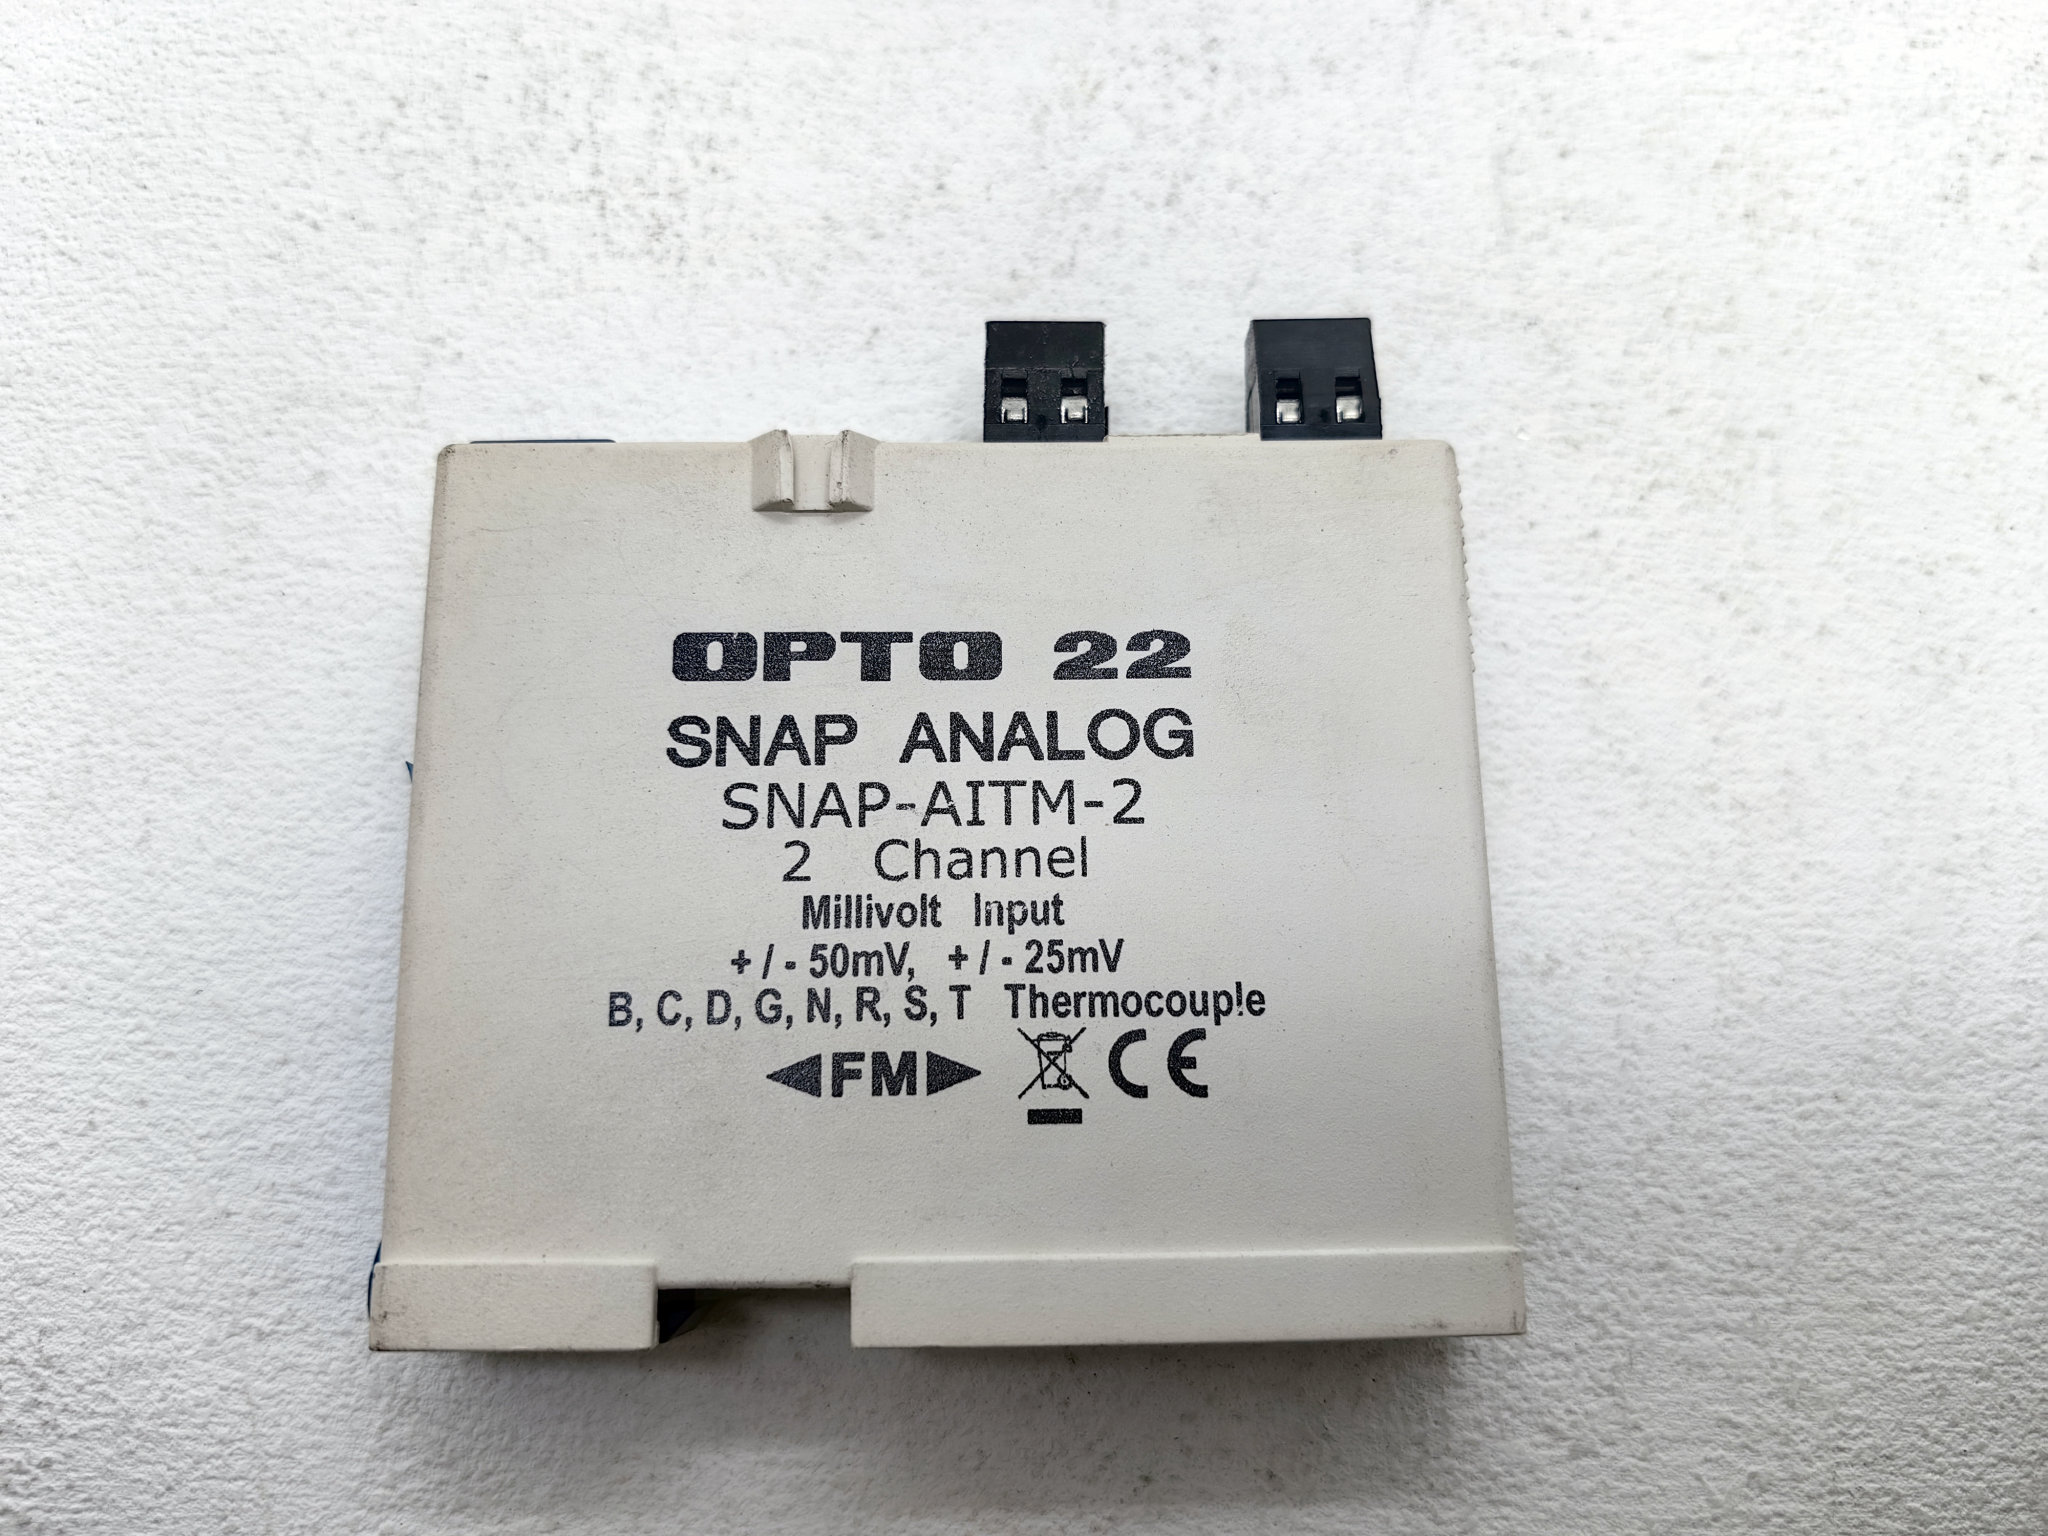 OPTO 22
SNAP ANALOG
SNAP-AITM-2
2 Channel
Millivolt Input
+/-50mV, +/-25mV
B, C, D, G, N, R, S, T Thermocouple
FM CE